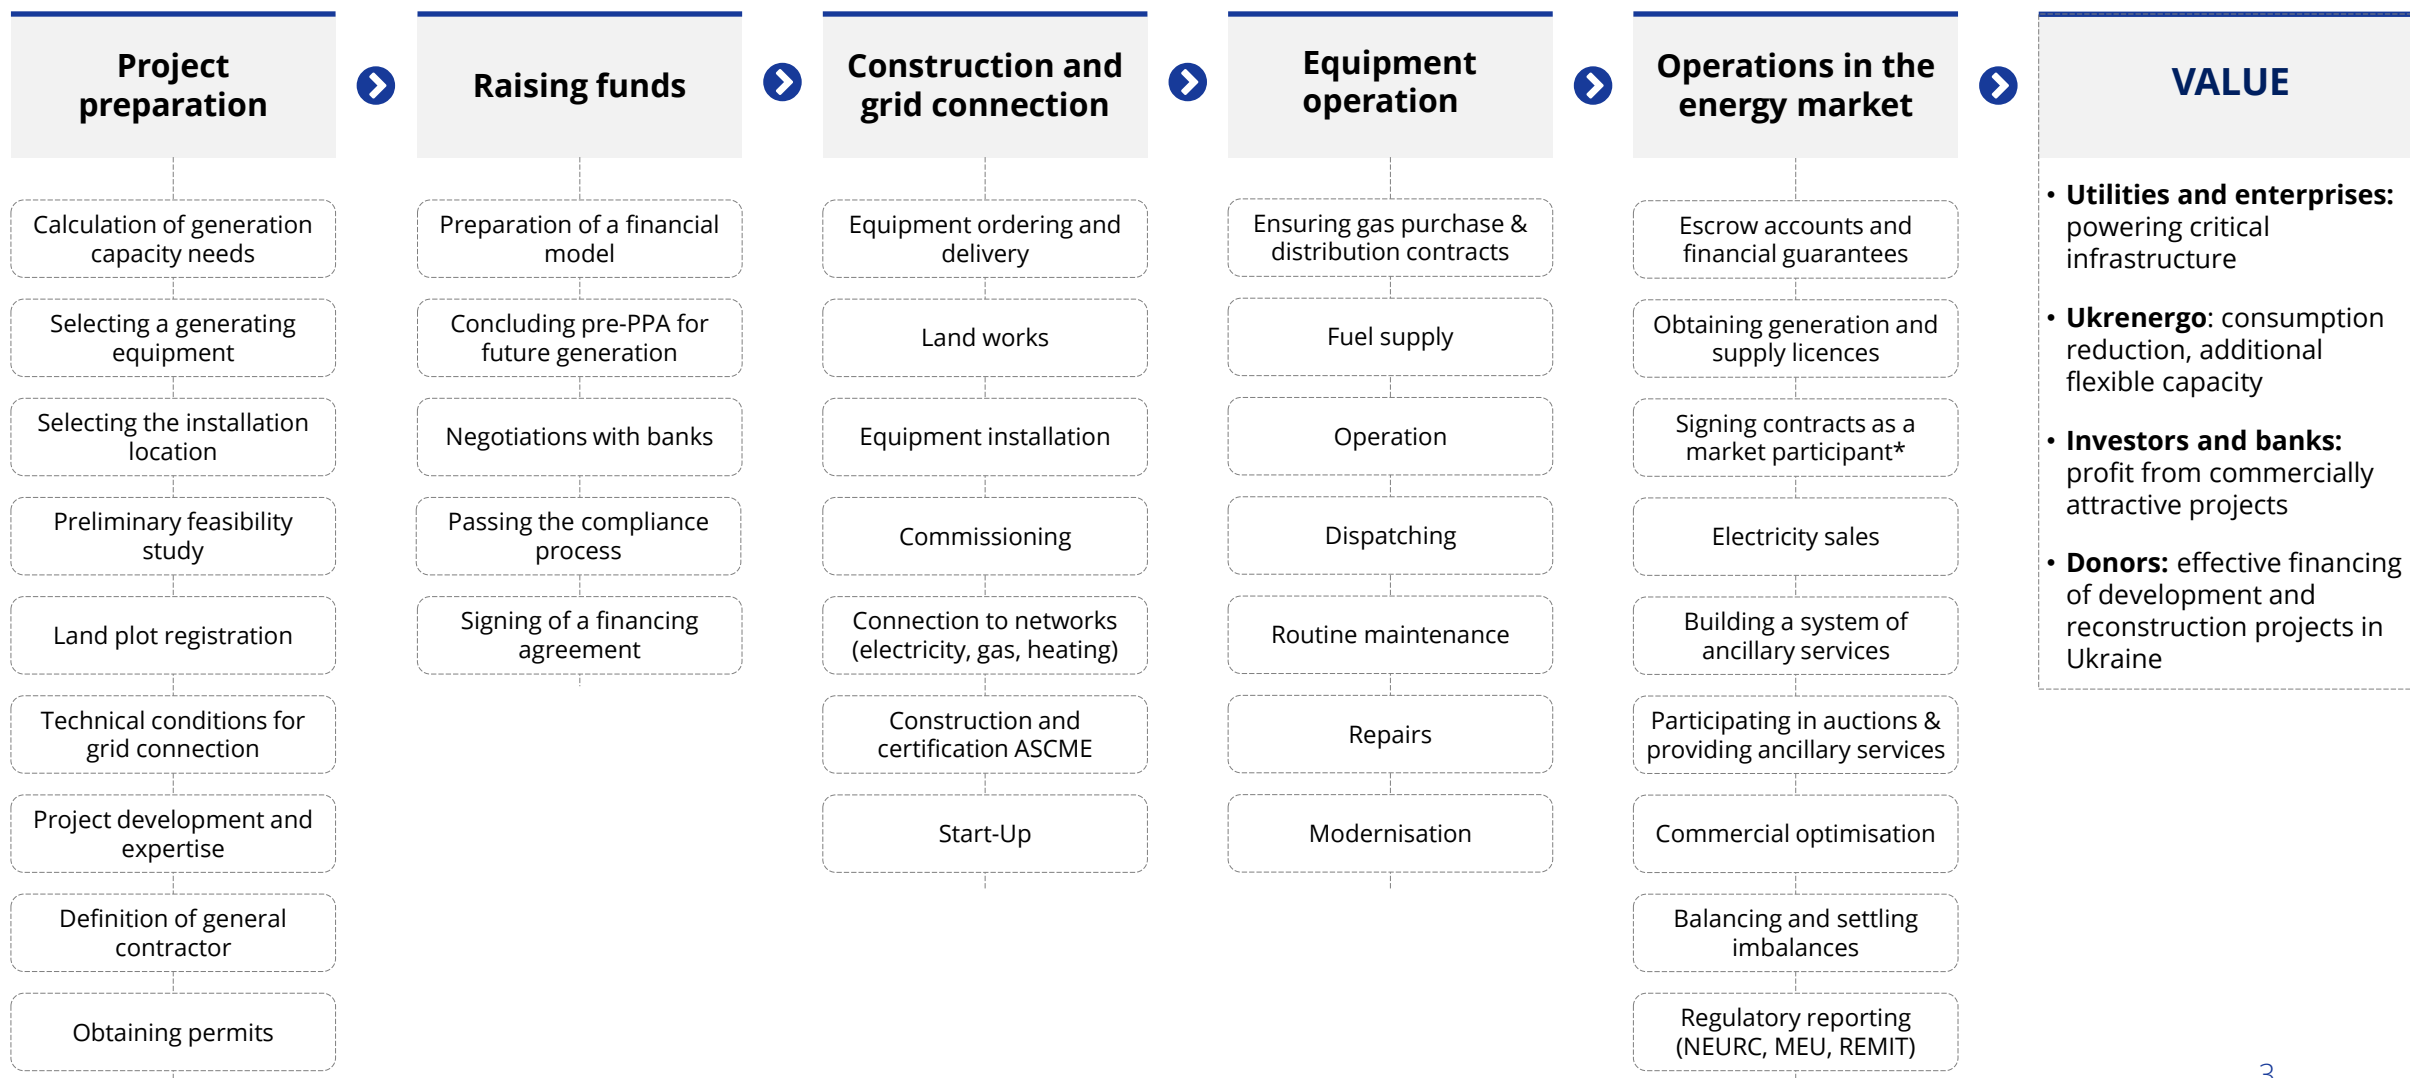 Project
preparation
Calculation of generation
capacity needs
Selecting a generating
equipment
Selecting the installation
location
Preliminary feasibility
study
Land plot registration
Technical conditions for
grid connection
Project development and
expertise
Definition of general
contractor
Obtaining permits
Raising funds
Preparation of a financial
model
Concluding pre-PPA for
future generation
Negotiations with banks
Passing the compliance
process
Signing of a financing
agreement
Construction and
grid connection
Equipment ordering and
delivery
Land works
Equipment installation
Commissioning
Connection to networks
(electricity, gas, heating)
Construction and
certification ASCME
Start-Up
Equipment
operation
Ensuring gas purchase &
distribution contracts
Fuel supply
Operation
Dispatching
Routine maintenance
Repairs
Modernisation
Operations in the
energy market
Escrow accounts and
financial guarantees
Obtaining generation and
supply licences
Signing contracts as a
market participant*
Electricity sales
Building a system of
ancillary services
Participating in auctions &
providing ancillary services
Commercial optimisation
Balancing and settling
imbalances
Regulatory reporting
(NEURC, MEU, REMIT)
VALUE
• Utilities and enterprises:
powering critical
infrastructure
• Ukrenergo: consumption
reduction, additional
flexible capacity
• Investors and banks:
profit from commercially
attractive projects
• Donors: effective financing
of development and
reconstruction projects in
Ukraine
3